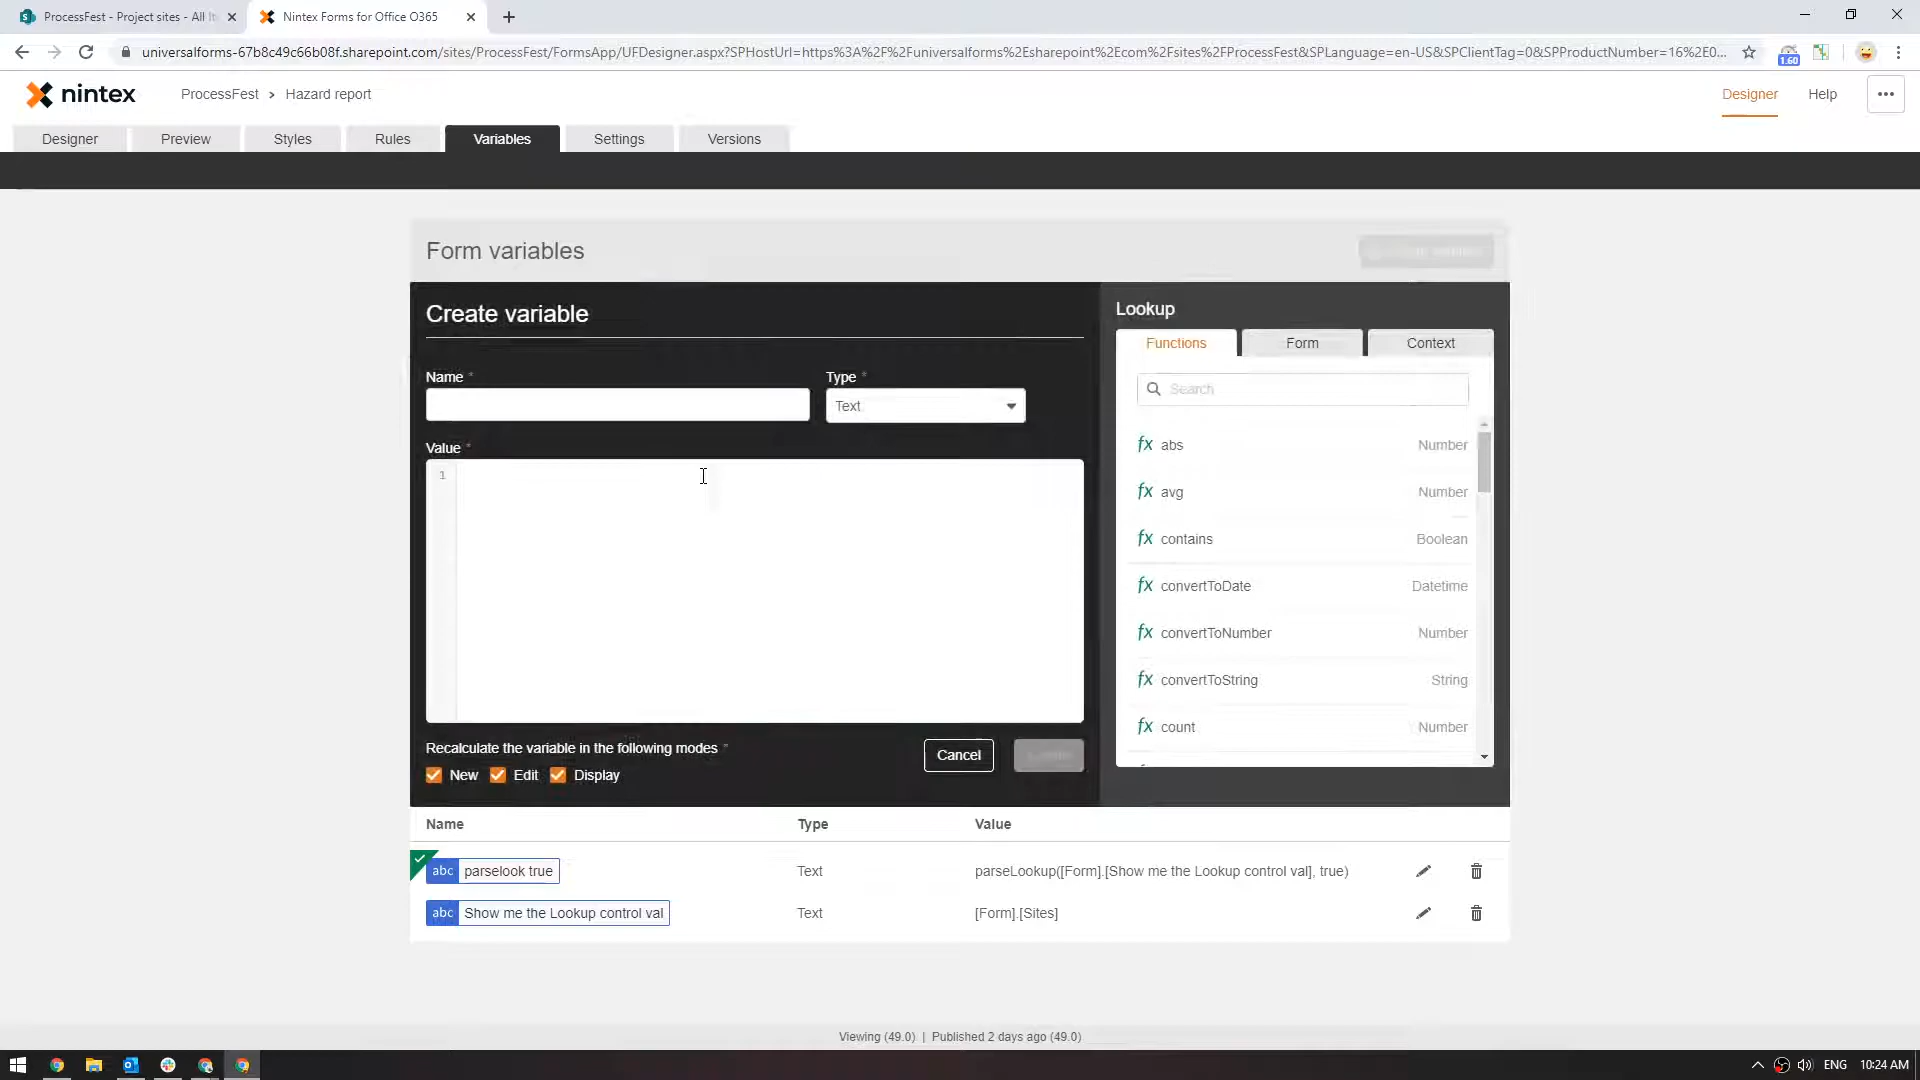 ProcessFest - Project sites - All It
Nintex Forms for Office O365
universalforms-67b8c49c66b08f.sharepoint.com/sites/ProcessFest/FormsApp/UFDesigner.aspx?SPHostUrl=https%3A%2F%2Funiversalforms%2Esharepoint%2Ecom%2Fsites%2FProcessFest&SPLanguage=en-US&SPClientTag=0&SPProductNumber=16%2E0...
1.60
nintex
ProcessFest > Hazard report
Designer Help
Designer Preview Styles Rules Variables Settings Versions
Form variables
Create variable
Lookup
Functions Form Context
Name *
Type *
Text
Search
Value *
1
fx abs Number
fx avg Number
fx contains Boolean
fx convertToDate Datetime
fx convertToNumber Number
fx convertToString String
fx count Number
Recalculate the variable in the following modes *
New Edit Display
Cancel
Name Type Value
abc parselook true Text parseLookup([Form].[Show me the Lookup control val], true)
abc Show me the Lookup control val Text [Form].[Sites]
Viewing (49.0) | Published 2 days ago (49.0)
ENG 10:24 AM